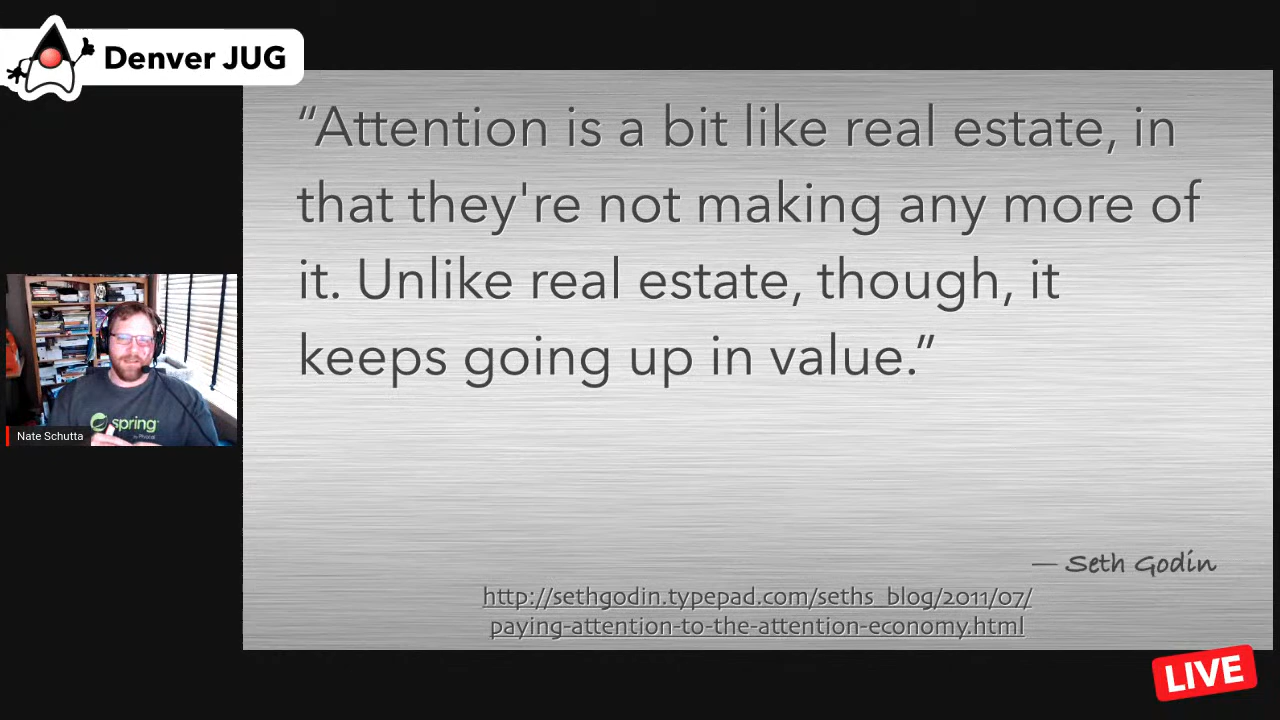 Denver JUG
“Attention is a bit like real estate, in
that they're not making any more of
it. Unlike real estate, though, it
keeps going up in value.”
— Seth Godin
http://sethgodin.typepad.com/seths_blog/2011/07/
paying-attention-to-the-attention-economy.html
spring
Nate Schutta
LIVE